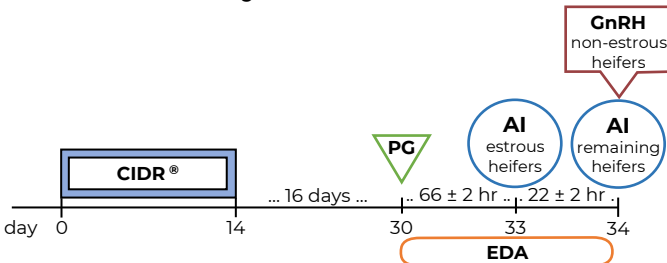 GnRH
non-estrous
heifers
AI
estrous
heifers
AI
remaining
heifers
PG
CIDR ®
... 16 days ...
.. 66 ± 2 hr ..
. 22 ± 2 hr .
day 0 14 30 33 34
EDA